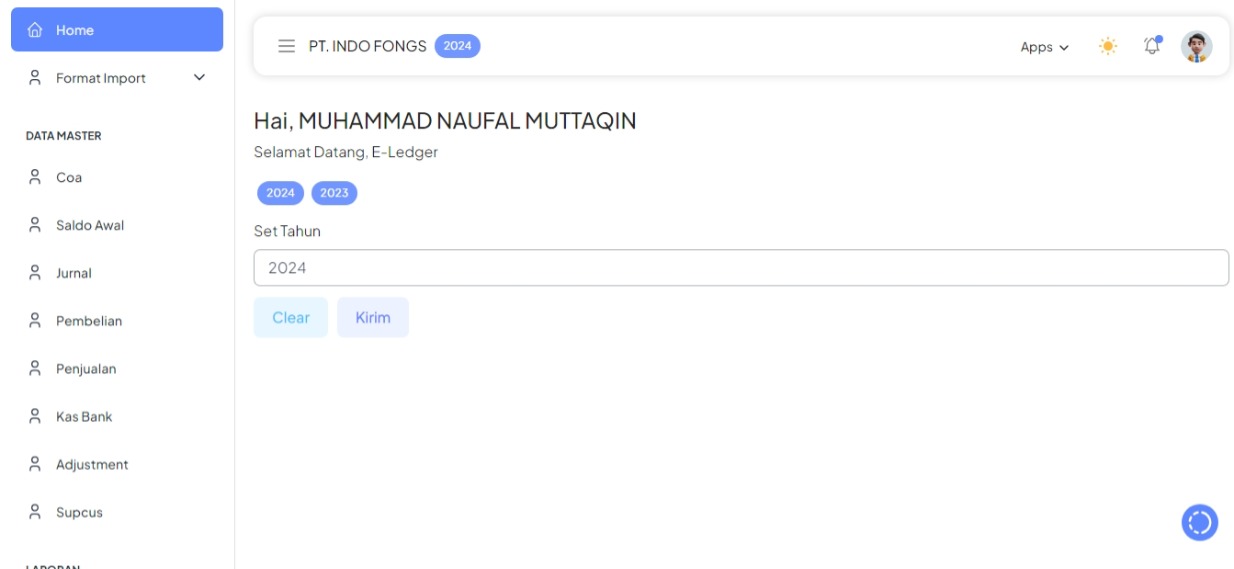 Home
Format Import
DATA MASTER
Coa
Saldo Awal
Jurnal
Pembelian
Penjualan
Kas Bank
Adjustment
Supcus
LAPORAN
PT. INDO FONGS 2024
Apps
Hai, MUHAMMAD NAUFAL MUTTAQIN
Selamat Datang, E-Ledger
2024 2023
Set Tahun
2024
Clear Kirim